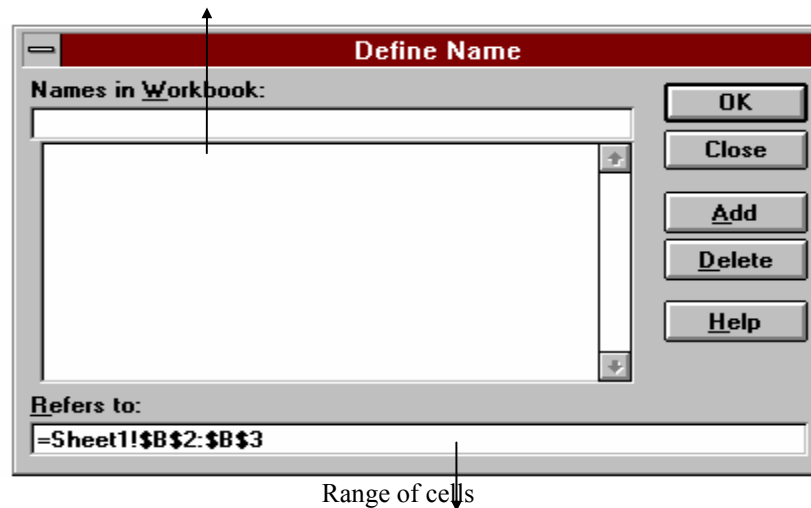 Define Name
Names in Workbook:
OK
Close
Add
Delete
Help
Refers to:
=Sheet1!$B$2:$B$3
Range of cells